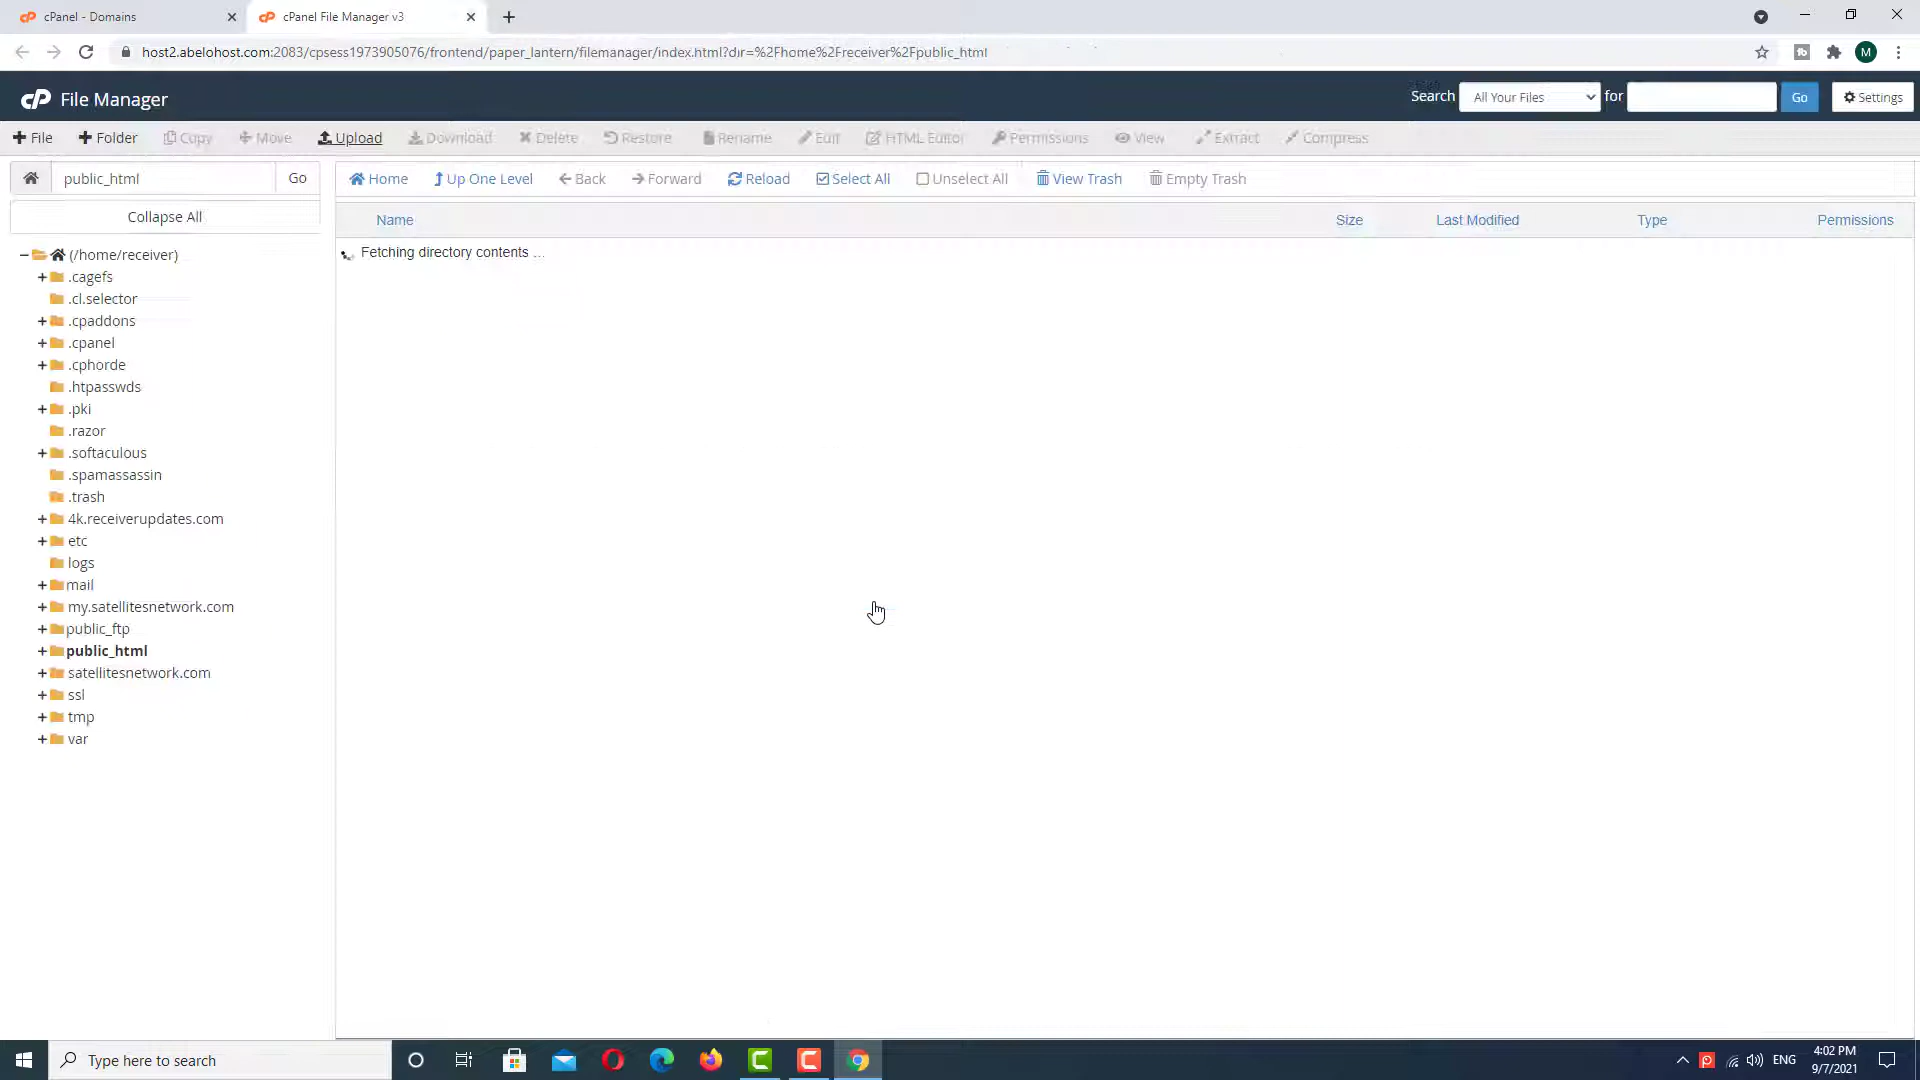 cPanel - Domains
cPanel File Manager v3
host2.abelohost.com:2083/cpsess1973905076/frontend/paper_lantern/filemanager/index.html?dir=%2Fhome%2Freceiver%2Fpublic_html
M
cP File Manager
Search All Your Files for Go Settings
File Folder Copy Move Upload Download Delete Restore Rename Edit HTML Editor Permissions View Extract Compress
public_html Go
Home Up One Level Back Forward Reload Select All Unselect All View Trash Empty Trash
Collapse All
Name Size Last Modified Type Permissions
Fetching directory contents ...
(/home/receiver)
.cagefs
.cl.selector
.cpaddons
.cpanel
.cphorde
.htpasswds
.pki
.razor
.softaculous
.spamassassin
.trash
4k.receiverupdates.com
etc
logs
mail
my.satellitesnetwork.com
public_ftp
public_html
satellitesnetwork.com
ssl
tmp
var
Type here to search
ENG
4:02 PM
9/7/2021